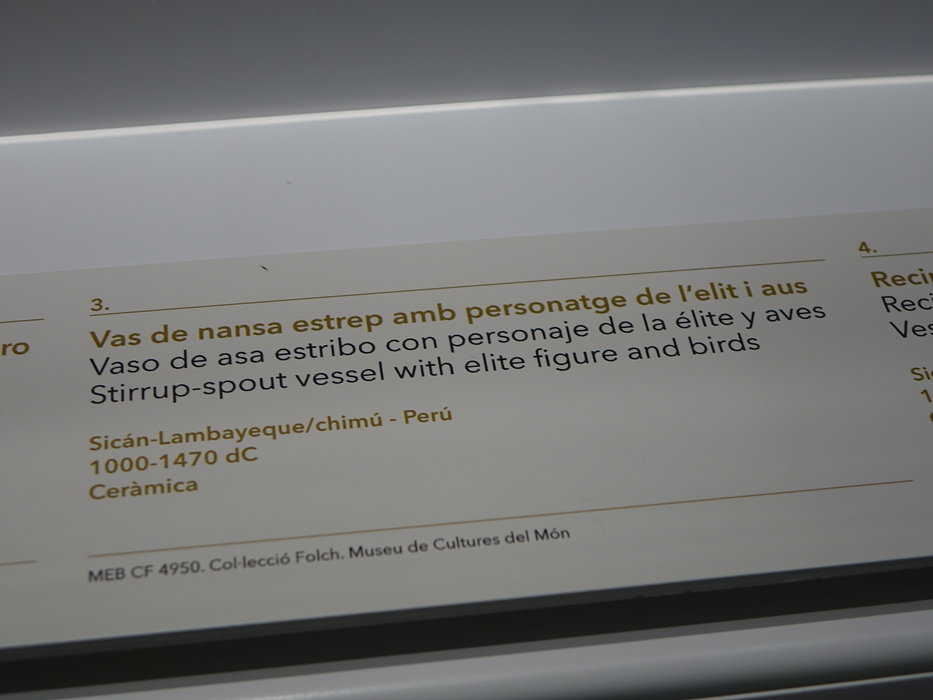 ro
3.
Vas de nansa estrep amb personatge de l'elit i aus
Vaso de asa estribo con personaje de la élite y aves
Stirrup-spout vessel with elite figure and birds
Sicán-Lambayeque/chimú - Perú
1000-1470 dC
Ceràmica
MEB CF 4950. Col·lecció Folch. Museu de Cultures del Món
4.